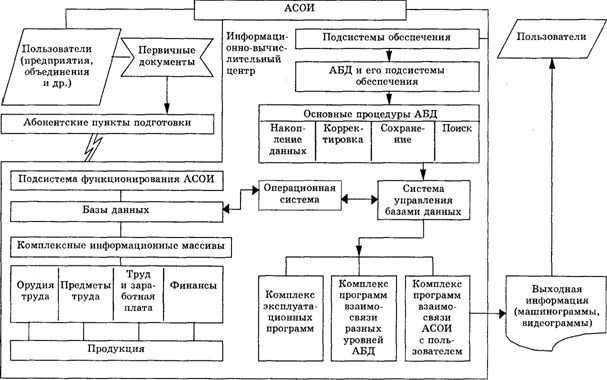 АСОИ
Пользователи
(предприятия,
объединения
и др.)
Первичные
документы
Абонентские пункты подготовки
Информаци-
онно-вычис-
лительный
центр
Подсистемы обеспечения
АБД и его подсистемы
обеспечения
Основные процедуры АБД
Накоп-
ление
данных
Коррек-
тировка
Сохране-
ние
Поиск
Пользователи
Подсистема функционирования АСОИ
Базы данных
Операционная
система
Система
управления
базами данных
Комплексные информационные массивы
Орудия
труда
Предметы
труда
Труд
и зара-
ботная
плата
Финансы
Продукция
Комплекс
эксплуата-
ционных
программ
Комплекс
программ
взаимо-
связи
разных
уровней
АБД
Комплекс
программ
взаимо-
связи
АСОИ
с поль-
зователем
Выходная
информация
(машинограммы,
видеограммы)